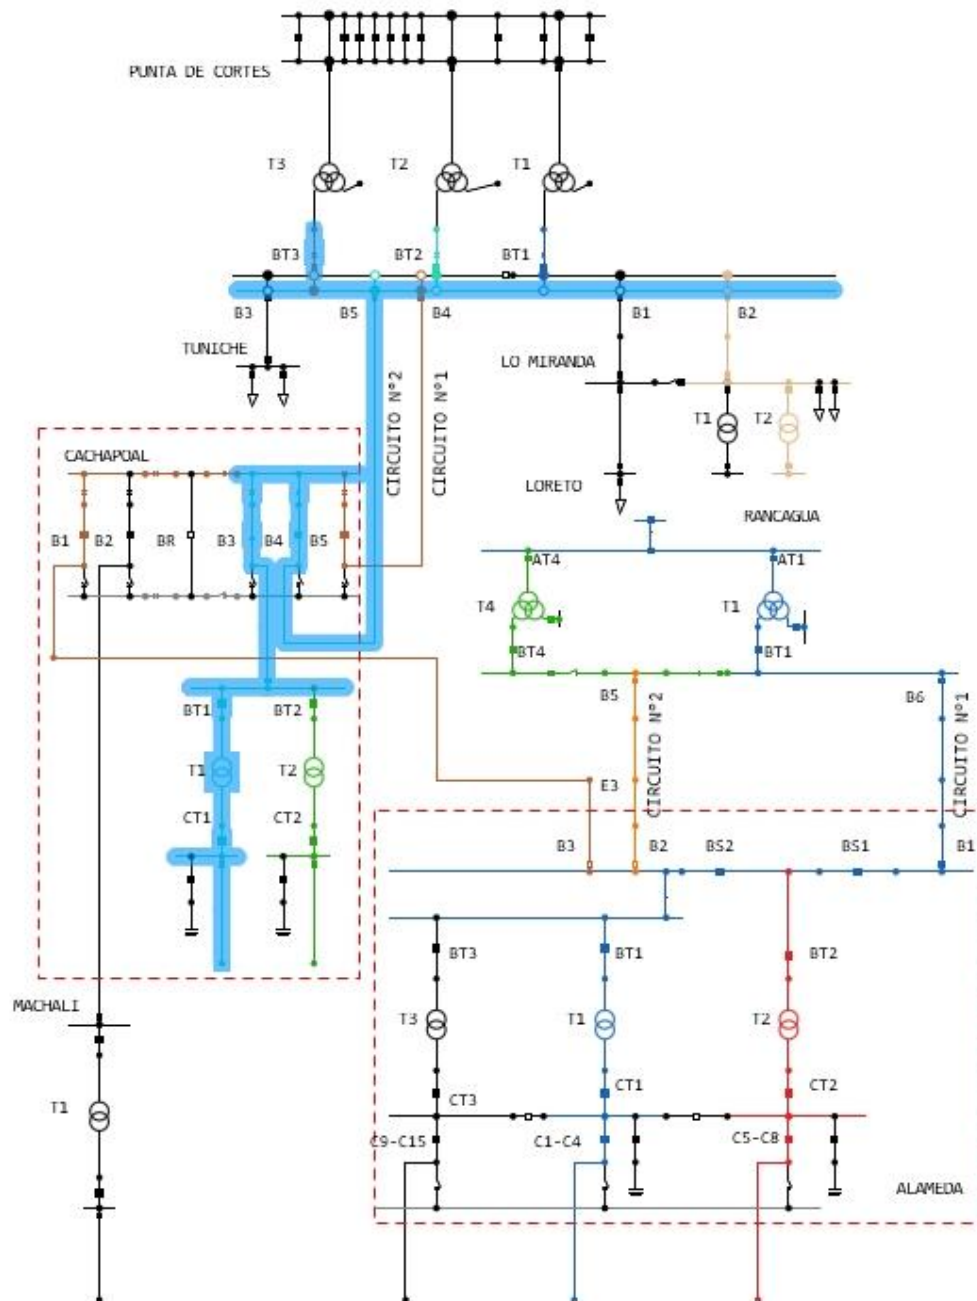 PUNTA DE CORTES
T3
T2
T1
BT3
BT2
BT1
B3
B5
B4
B1
B2
TUNICHE
LO MIRANDA
CIRCUITO N°2
CIRCUITO N°1
T1
T2
CACHAPOAL
LORETO
RANCAGUA
B1
B2
BR
B3
B4
B5
AT4
AT1
T4
T1
BT4
BT1
BT1
BT2
B5
B6
CIRCUITO N°2
CIRCUITO N°1
T1
T2
E3
CT1
CT2
B3
B2
BS2
BS1
B1
BT3
BT1
BT2
MACHALI
T3
T1
T2
CT3
CT1
CT2
T1
C9-C15
C1-C4
C5-C8
ALAMEDA